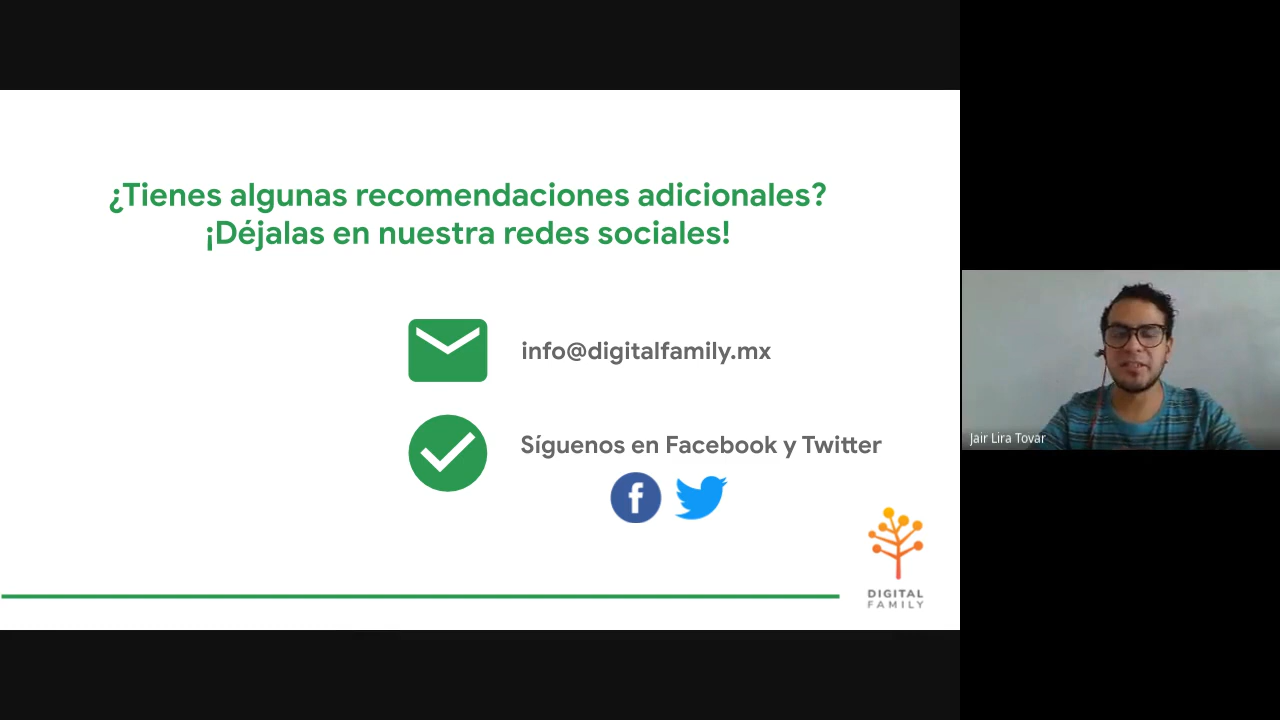 ¿Tienes algunas recomendaciones adicionales?
¡Déjalas en nuestra redes sociales!
info@digitalfamily.mx
Síguenos en Facebook y Twitter
DIGITAL
FAMILY
Jair Lira Tovar